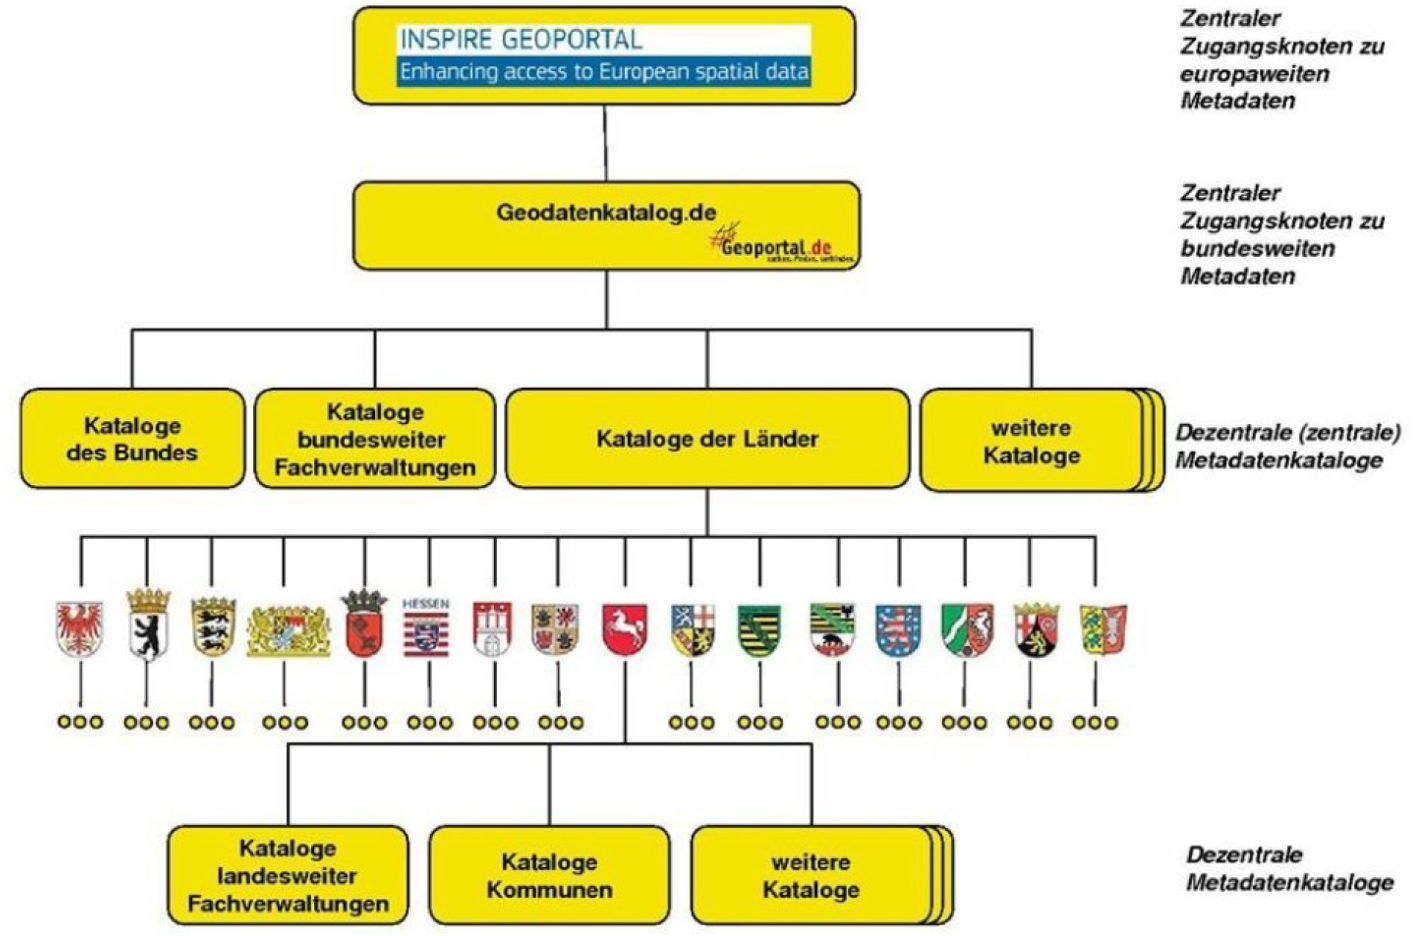 INSPIRE GEOPORTAL
Enhancing access to European spatial data
Zentraler
Zugangsknoten zu
europaweiten
Metadaten
Geodatenkatalog.de
Geoportal.de
Zentraler
Zugangsknoten zu
bundesweiten
Metadaten
Kataloge
des Bundes
Kataloge
bundesweiter
Fachverwaltungen
Kataloge der Länder
weitere
Kataloge
Dezentrale (zentrale)
Metadatenkataloge
HESSEN
Kataloge
landesweiter
Fachverwaltungen
Kataloge
Kommunen
weitere
Kataloge
Dezentrale
Metadatenkataloge